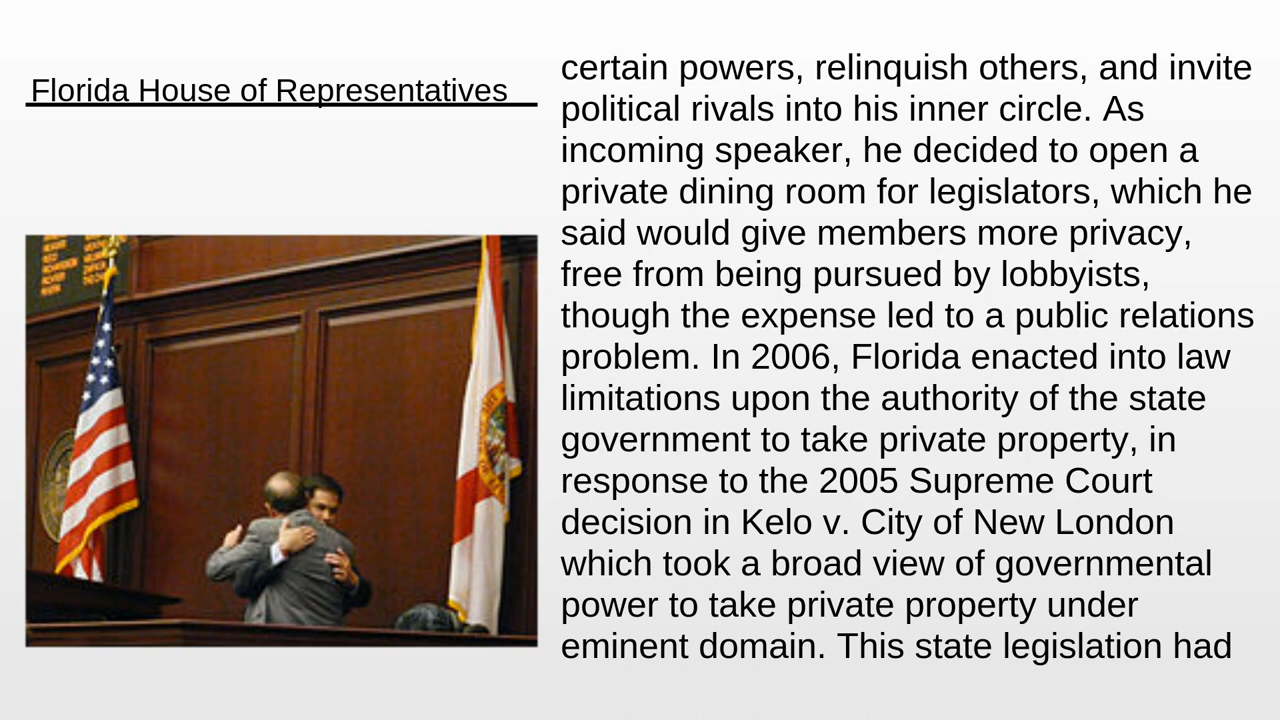 Florida House of Representatives
certain powers, relinquish others, and invite
political rivals into his inner circle. As
incoming speaker, he decided to open a
private dining room for legislators, which he
said would give members more privacy,
free from being pursued by lobbyists,
though the expense led to a public relations
problem. In 2006, Florida enacted into law
limitations upon the authority of the state
government to take private property, in
response to the 2005 Supreme Court
decision in Kelo v. City of New London
which took a broad view of governmental
power to take private property under
eminent domain. This state legislation had